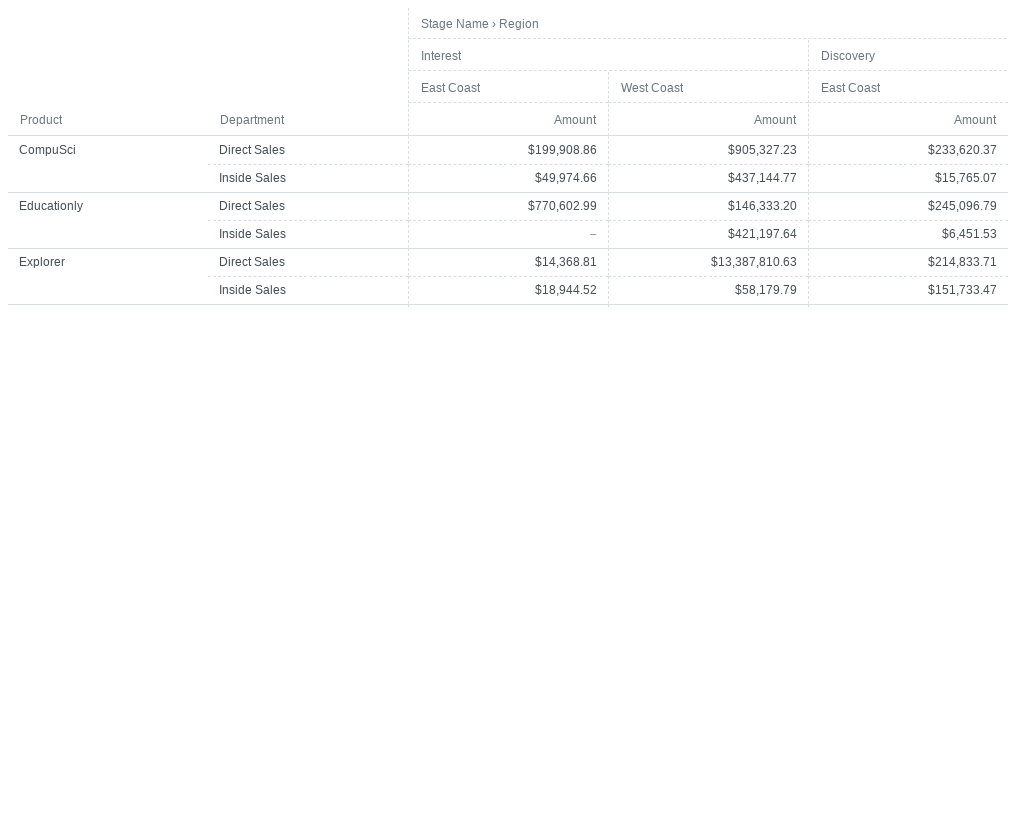 Stage Name › Region
Interest Discovery
East Coast West Coast East Coast
Product Department Amount Amount Amount
CompuSci Direct Sales $199,908.86 $905,327.23 $233,620.37
Inside Sales $49,974.66 $437,144.77 $15,765.07
Educationly Direct Sales $770,602.99 $146,333.20 $245,096.79
Inside Sales – $421,197.64 $6,451.53
Explorer Direct Sales $14,368.81 $13,387,810.63 $214,833.71
Inside Sales $18,944.52 $58,179.79 $151,733.47